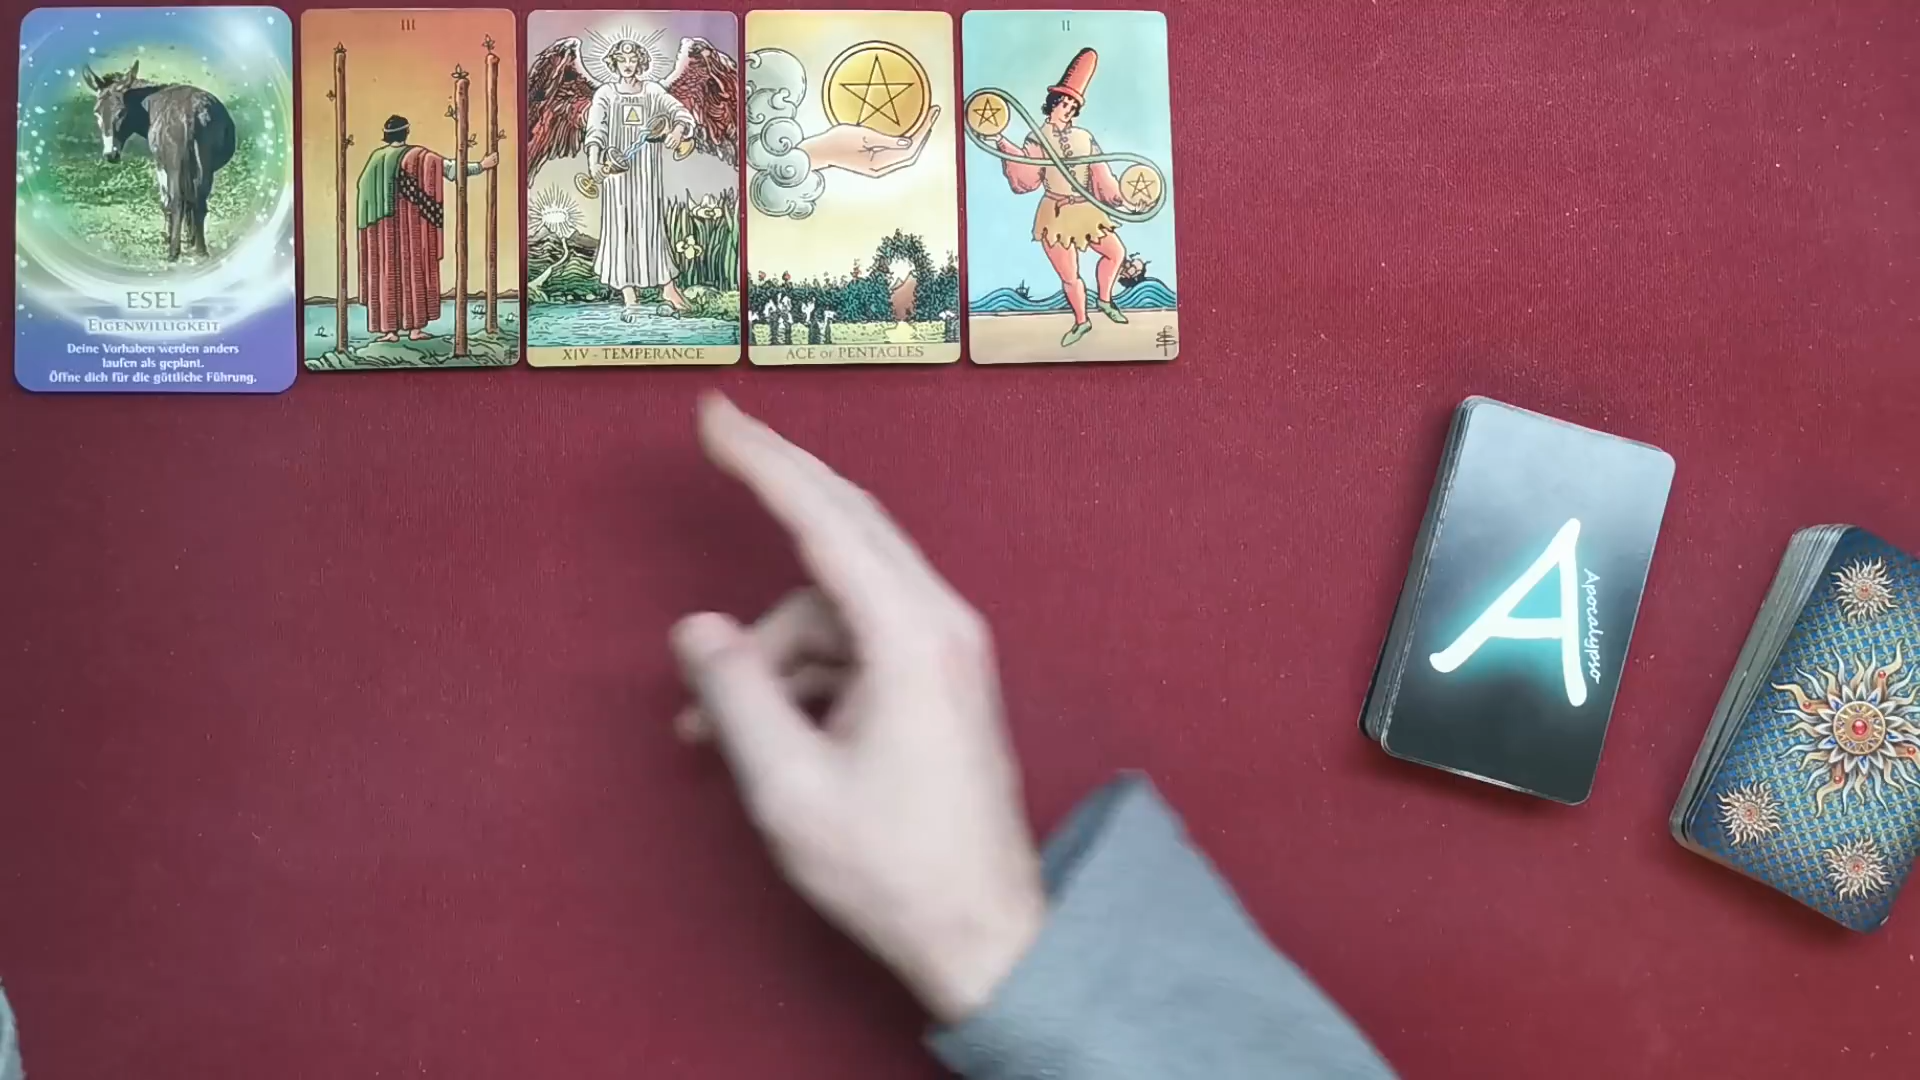 ESEL
EIGENWILLIGKEIT
Deine Vorhaben werden anders
laufen als geplant.
Öffne dich für die göttliche Führung.
III
XIV - TEMPERANCE
ACE OF PENTACLES
II
A
Apocalypso